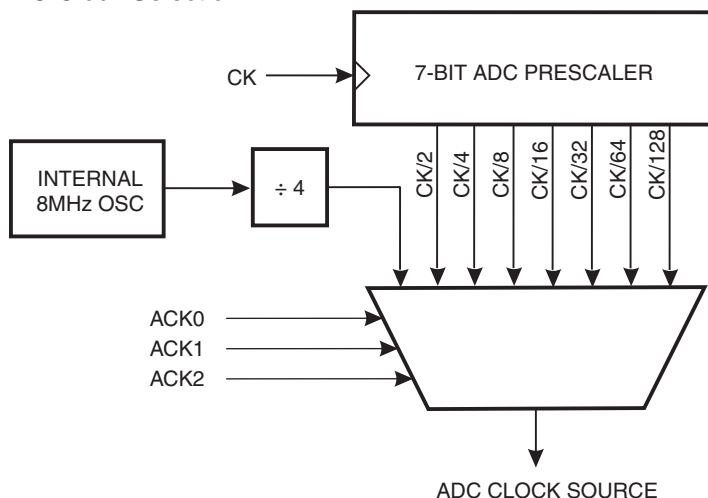 CK
7-BIT ADC PRESCALER
CK/2
CK/4
CK/8
CK/16
CK/32
CK/64
CK/128
INTERNAL
8MHz OSC
÷ 4
ACK0
ACK1
ACK2
ADC CLOCK SOURCE